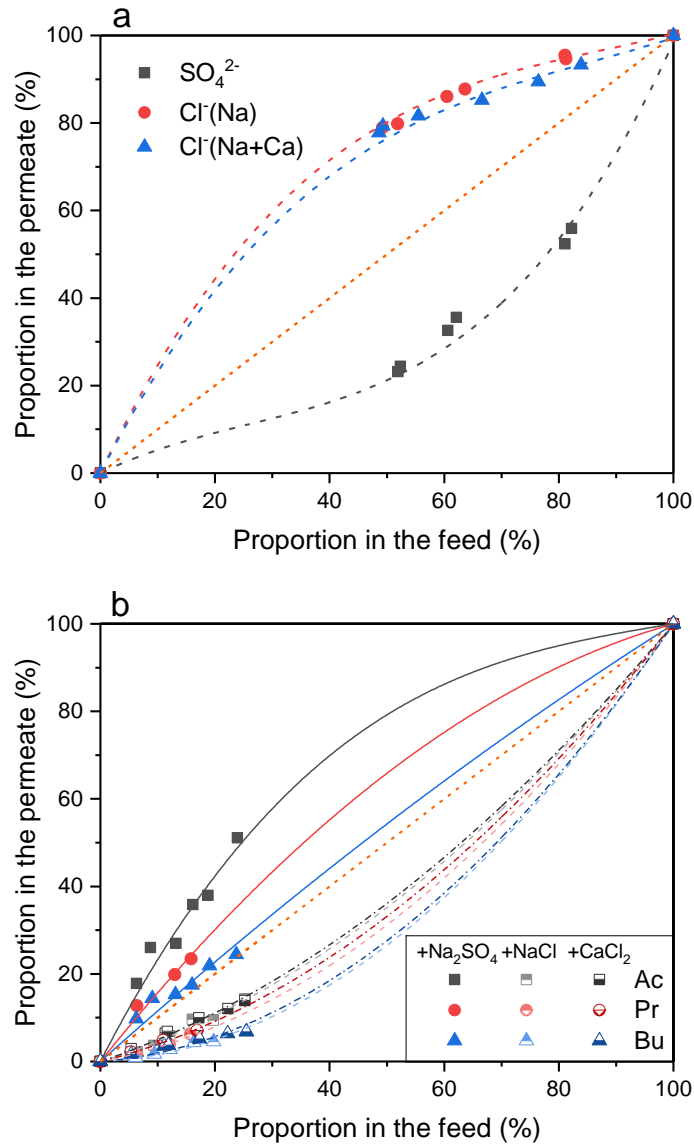 a
100
80
60
40
20
0
SO₄²⁻
Cl⁻(Na)
Cl⁻(Na+Ca)
Proportion in the permeate (%)
0 20 40 60 80 100
Proportion in the feed (%)
b
100
80
60
40
20
0
Proportion in the permeate (%)
+Na₂SO₄ +NaCl +CaCl₂
Ac
Pr
Bu
0 20 40 60 80 100
Proportion in the feed (%)